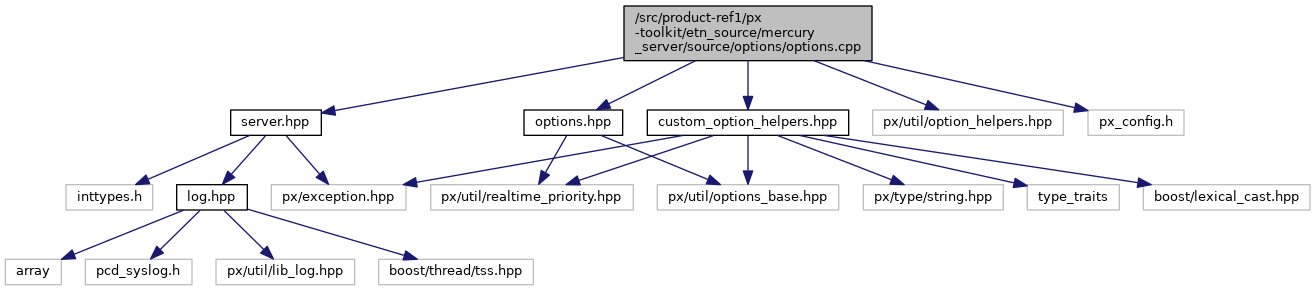 /src/product-ref1/px
-toolkit/etn_source/mercury
_server/source/options/options.cpp
server.hpp
options.hpp
custom_option_helpers.hpp
px/util/option_helpers.hpp
px_config.h
inttypes.h
log.hpp
px/exception.hpp
px/util/realtime_priority.hpp
px/util/options_base.hpp
px/type/string.hpp
type_traits
boost/lexical_cast.hpp
array
pcd_syslog.h
px/util/lib_log.hpp
boost/thread/tss.hpp